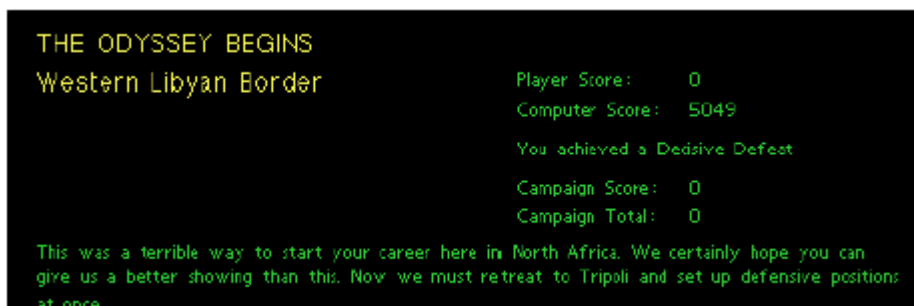 THE ODYSSEY BEGINS
Western Libyan Border
Player Score: 0
Computer Score: 5049
You achieved a Decisive Defeat
Campaign Score: 0
Campaign Total: 0
This was a terrible way to start your career here in North Africa. We certainly hope you can
give us a better showing than this. Now we must retreat to Tripoli and set up defensive positions
at once